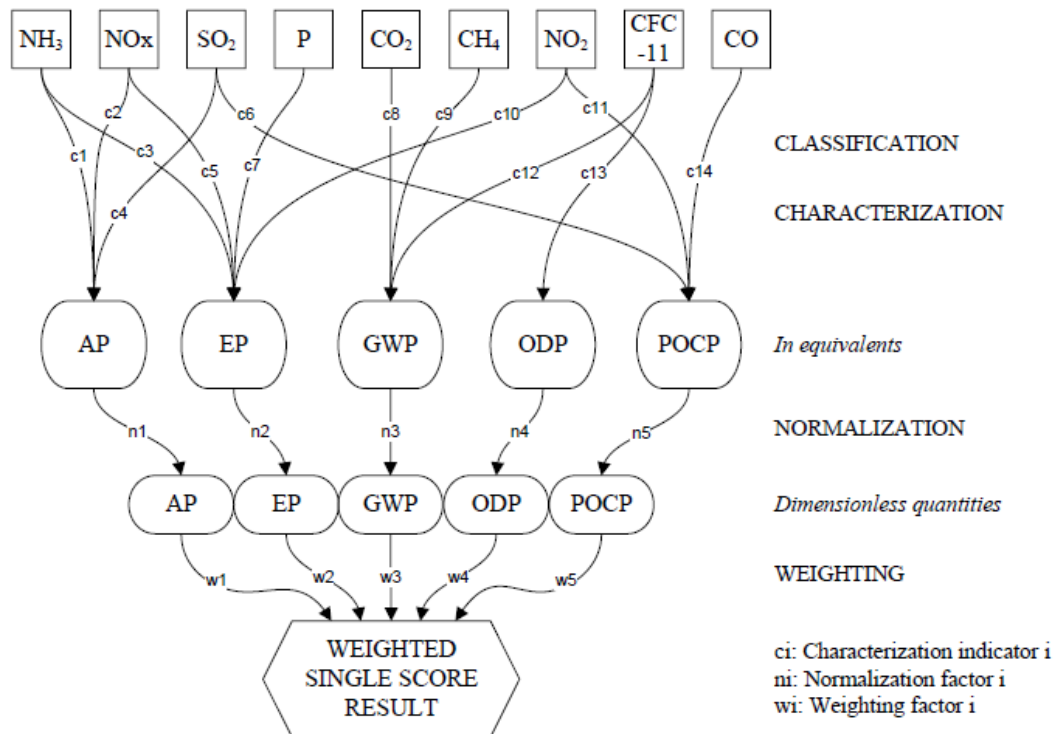 NH₃ NOx SO₂ P CO₂ CH₄ NO₂ CFC
-11 CO
c2 c6 c8 c9 c10 c11
c1 c3 c5 c7 c12 c13 c14
c4
CLASSIFICATION
CHARACTERIZATION
AP EP GWP ODP POCP In equivalents
n1 n2 n3 n4 n5 NORMALIZATION
AP EP GWP ODP POCP Dimensionless quantities
w1 w2 w3 w4 w5 WEIGHTING
WEIGHTED
SINGLE SCORE
RESULT
ci: Characterization indicator i
ni: Normalization factor i
wi: Weighting factor i